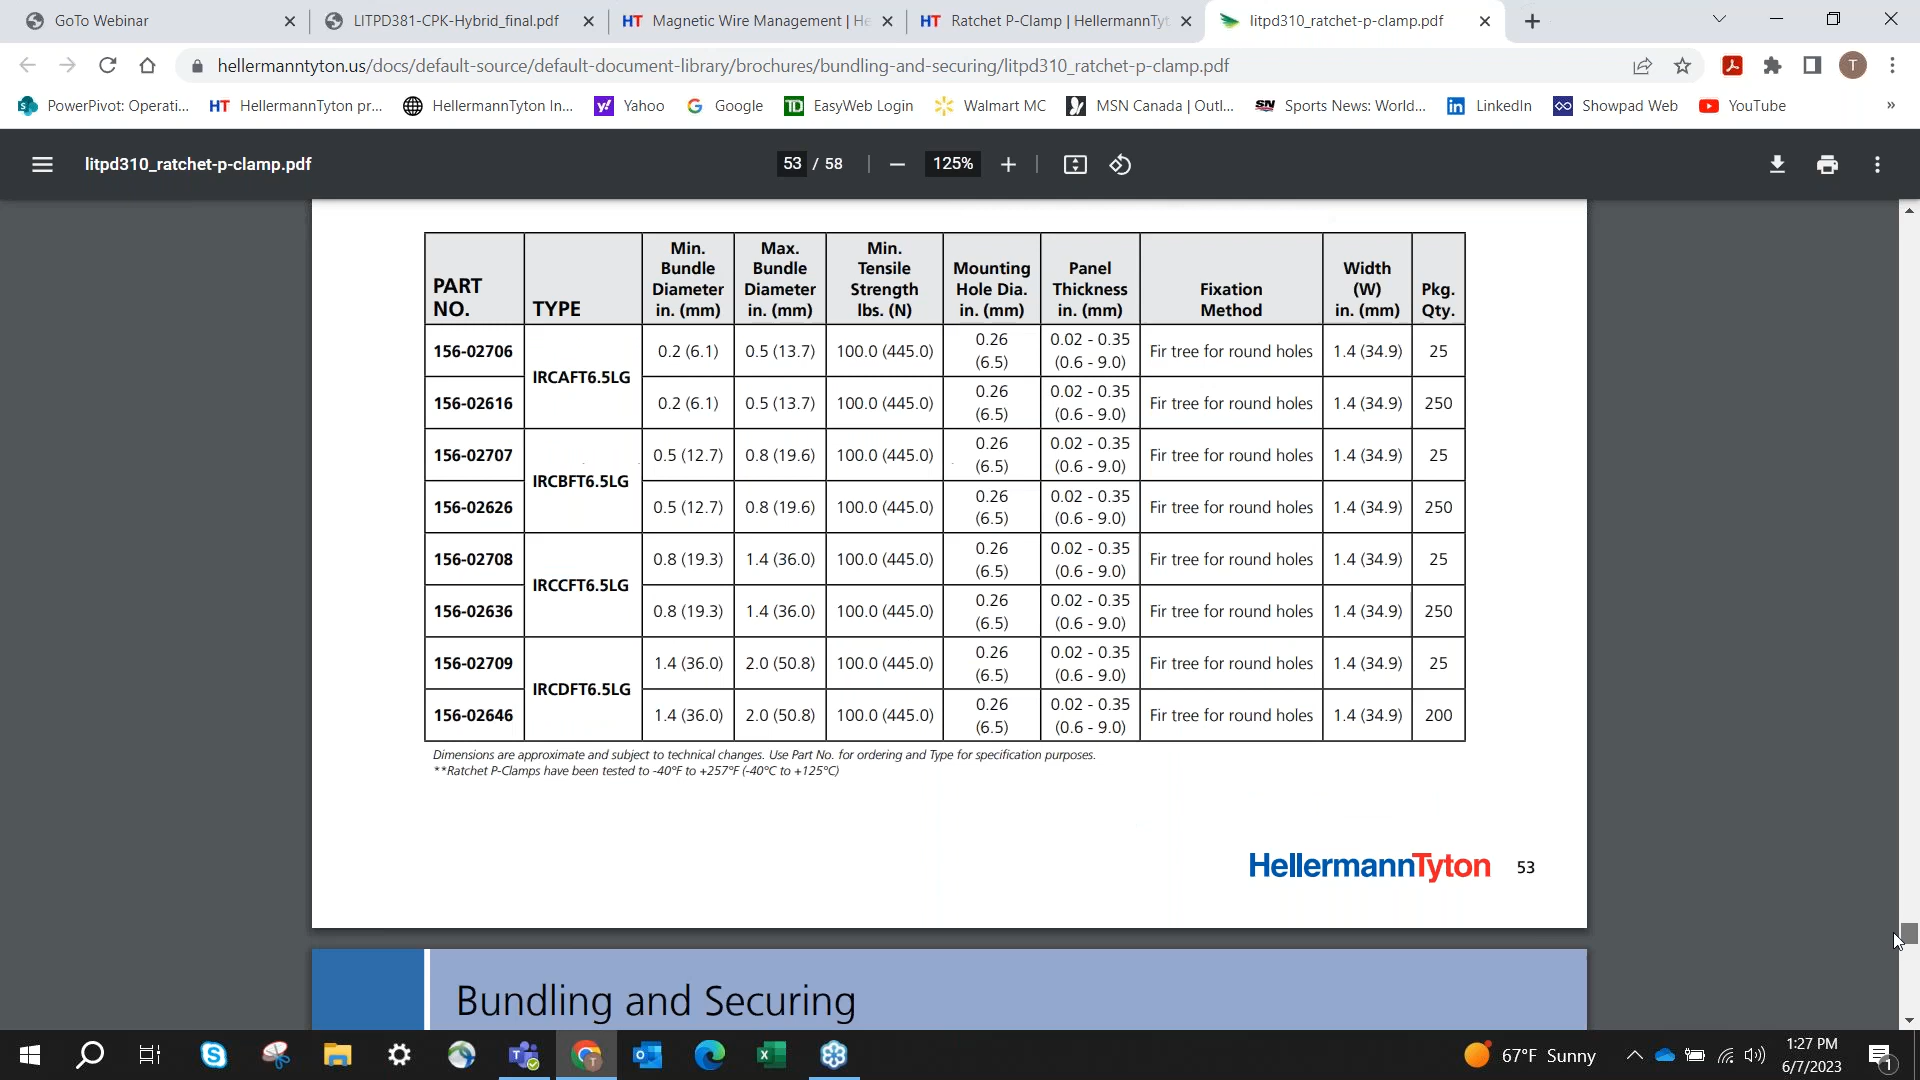 GoTo Webinar
LITPD381-CPK-Hybrid_final.pdf
HT Magnetic Wire Management | He
HT Ratchet P-Clamp | HellermannTyt
litpd310_ratchet-p-clamp.pdf
hellermanntyton.us/docs/default-source/default-document-library/brochures/bundling-and-securing/litpd310_ratchet-p-clamp.pdf
T
PowerPivot: Operati...
HT HellermannTyton pr...
HellermannTyton In...
Yahoo
Google
EasyWeb Login
Walmart MC
MSN Canada | Outl...
Sports News: World...
LinkedIn
Showpad Web
YouTube
»
litpd310_ratchet-p-clamp.pdf
53 / 58
125%
PART NO. TYPE Min. Bundle Diameter in. (mm) Max. Bundle Diameter in. (mm) Min. Tensile Strength lbs. (N) Mounting Hole Dia. in. (mm) Panel Thickness in. (mm) Fixation Method Width (W) in. (mm) Pkg. Qty.
156-02706 IRCAFT6.5LG 0.2 (6.1) 0.5 (13.7) 100.0 (445.0) 0.26 (6.5) 0.02 - 0.35 (0.6 - 9.0) Fir tree for round holes 1.4 (34.9) 25
156-02616 0.2 (6.1) 0.5 (13.7) 100.0 (445.0) 0.26 (6.5) 0.02 - 0.35 (0.6 - 9.0) Fir tree for round holes 1.4 (34.9) 250
156-02707 IRCBFT6.5LG 0.5 (12.7) 0.8 (19.6) 100.0 (445.0) 0.26 (6.5) 0.02 - 0.35 (0.6 - 9.0) Fir tree for round holes 1.4 (34.9) 25
156-02626 0.5 (12.7) 0.8 (19.6) 100.0 (445.0) 0.26 (6.5) 0.02 - 0.35 (0.6 - 9.0) Fir tree for round holes 1.4 (34.9) 250
156-02708 IRCCFT6.5LG 0.8 (19.3) 1.4 (36.0) 100.0 (445.0) 0.26 (6.5) 0.02 - 0.35 (0.6 - 9.0) Fir tree for round holes 1.4 (34.9) 25
156-02636 0.8 (19.3) 1.4 (36.0) 100.0 (445.0) 0.26 (6.5) 0.02 - 0.35 (0.6 - 9.0) Fir tree for round holes 1.4 (34.9) 250
156-02709 IRCDFT6.5LG 1.4 (36.0) 2.0 (50.8) 100.0 (445.0) 0.26 (6.5) 0.02 - 0.35 (0.6 - 9.0) Fir tree for round holes 1.4 (34.9) 25
156-02646 1.4 (36.0) 2.0 (50.8) 100.0 (445.0) 0.26 (6.5) 0.02 - 0.35 (0.6 - 9.0) Fir tree for round holes 1.4 (34.9) 200
Dimensions are approximate and subject to technical changes. Use Part No. for ordering and Type for specification purposes.
**Ratchet P-Clamps have been tested to -40°F to +257°F (-40°C to +125°C)
HellermannTyton 53
Bundling and Securing
67°F Sunny
1:27 PM
6/7/2023
1